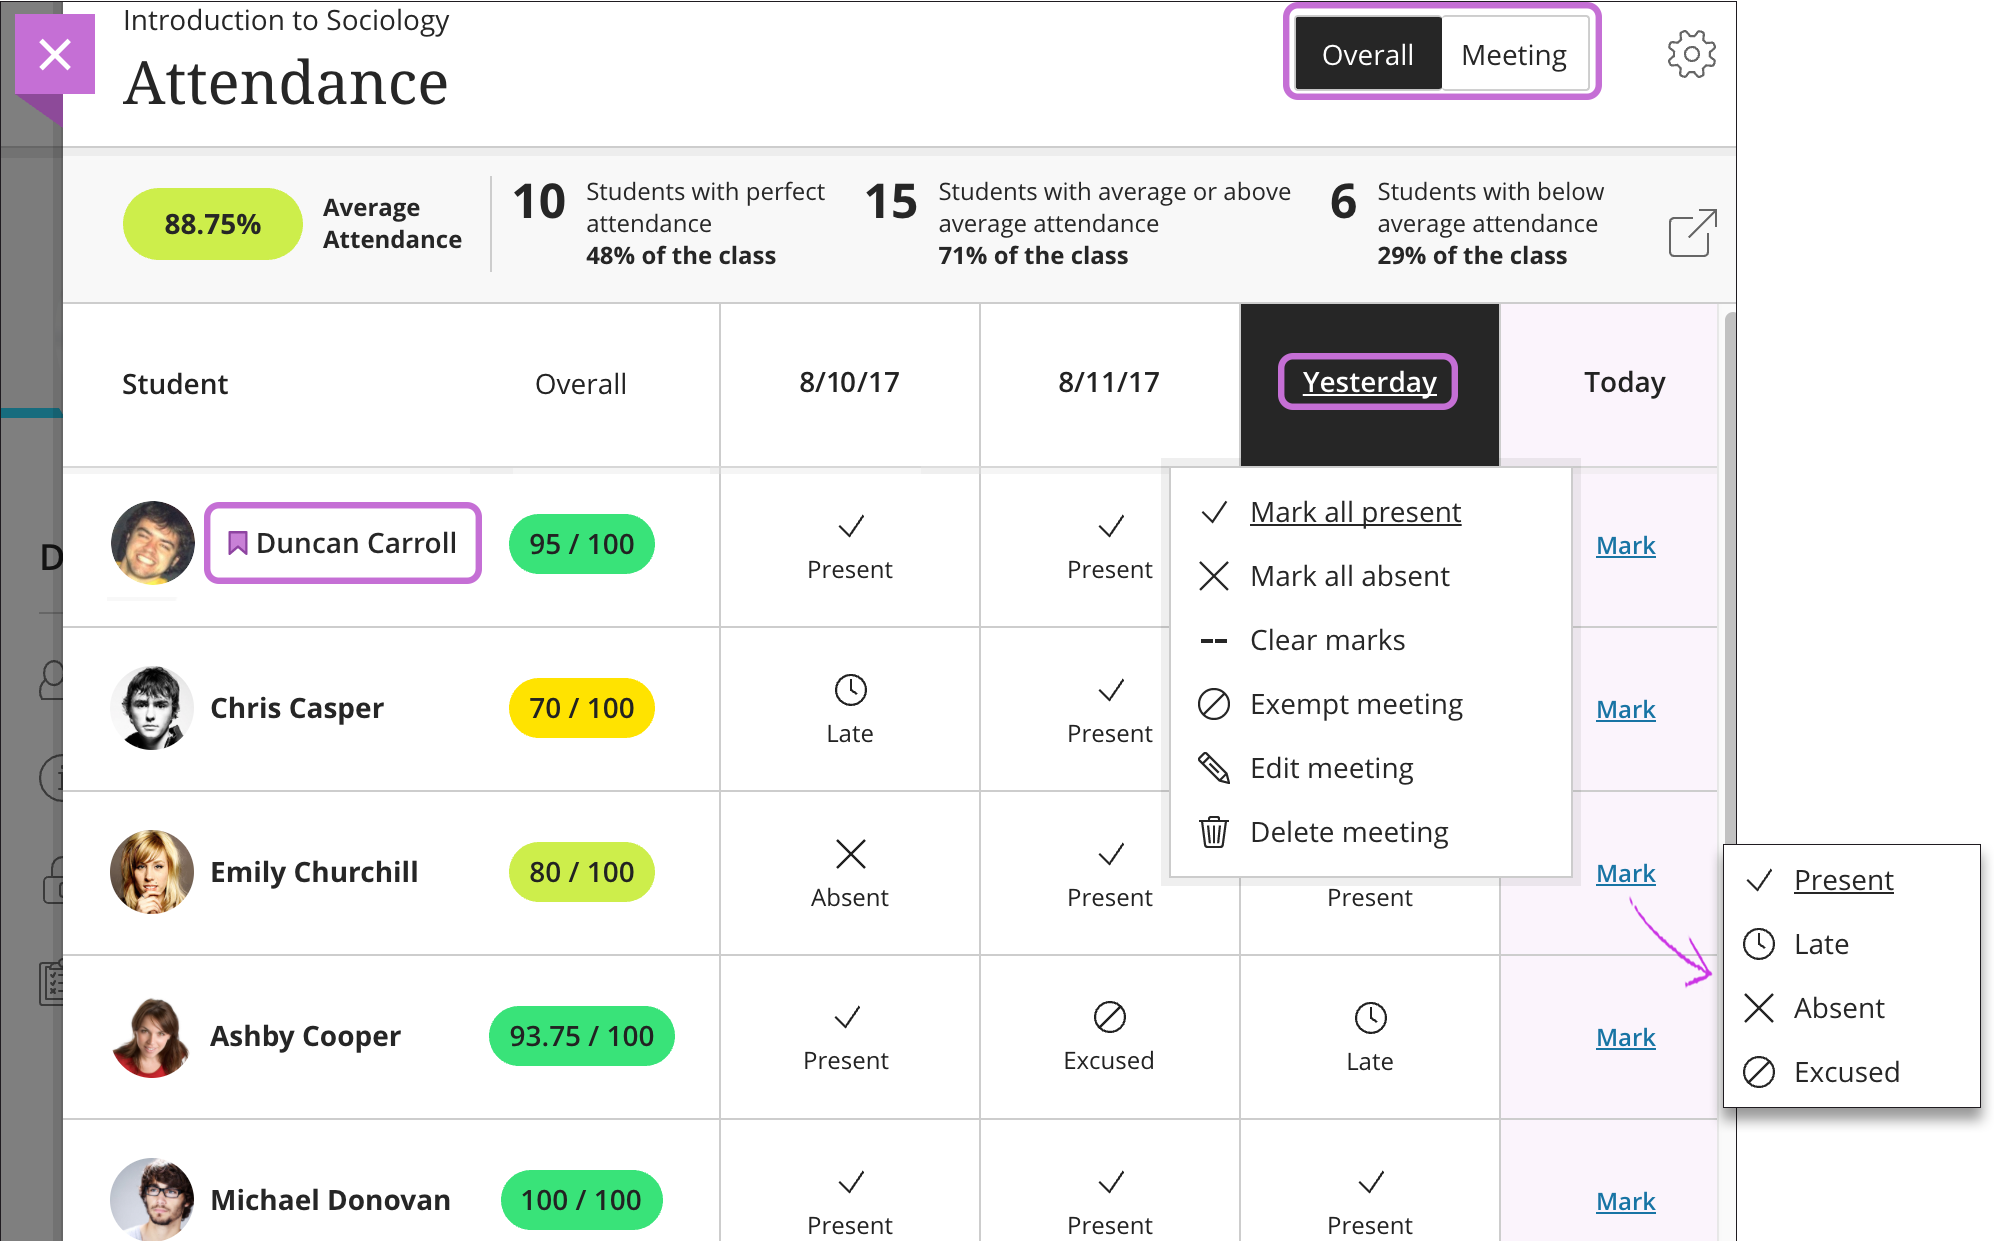 Introduction to Sociology
Attendance
Overall
Meeting
88.75%
Average
Attendance
10
Students with perfect
attendance
48% of the class
15
Students with average or above
average attendance
71% of the class
6
Students with below
average attendance
29% of the class
Student
Overall
8/10/17
8/11/17
Yesterday
Today
Mark all present
Mark all absent
Clear marks
Exempt meeting
Edit meeting
Delete meeting
D
Duncan Carroll
95 / 100
Present
Present
Mark
Chris Casper
70 / 100
Late
Present
Mark
Emily Churchill
80 / 100
Absent
Present
Present
Mark
Present
Late
Absent
Excused
Ashby Cooper
93.75 / 100
Present
Excused
Late
Mark
Michael Donovan
100 / 100
Present
Present
Present
Mark